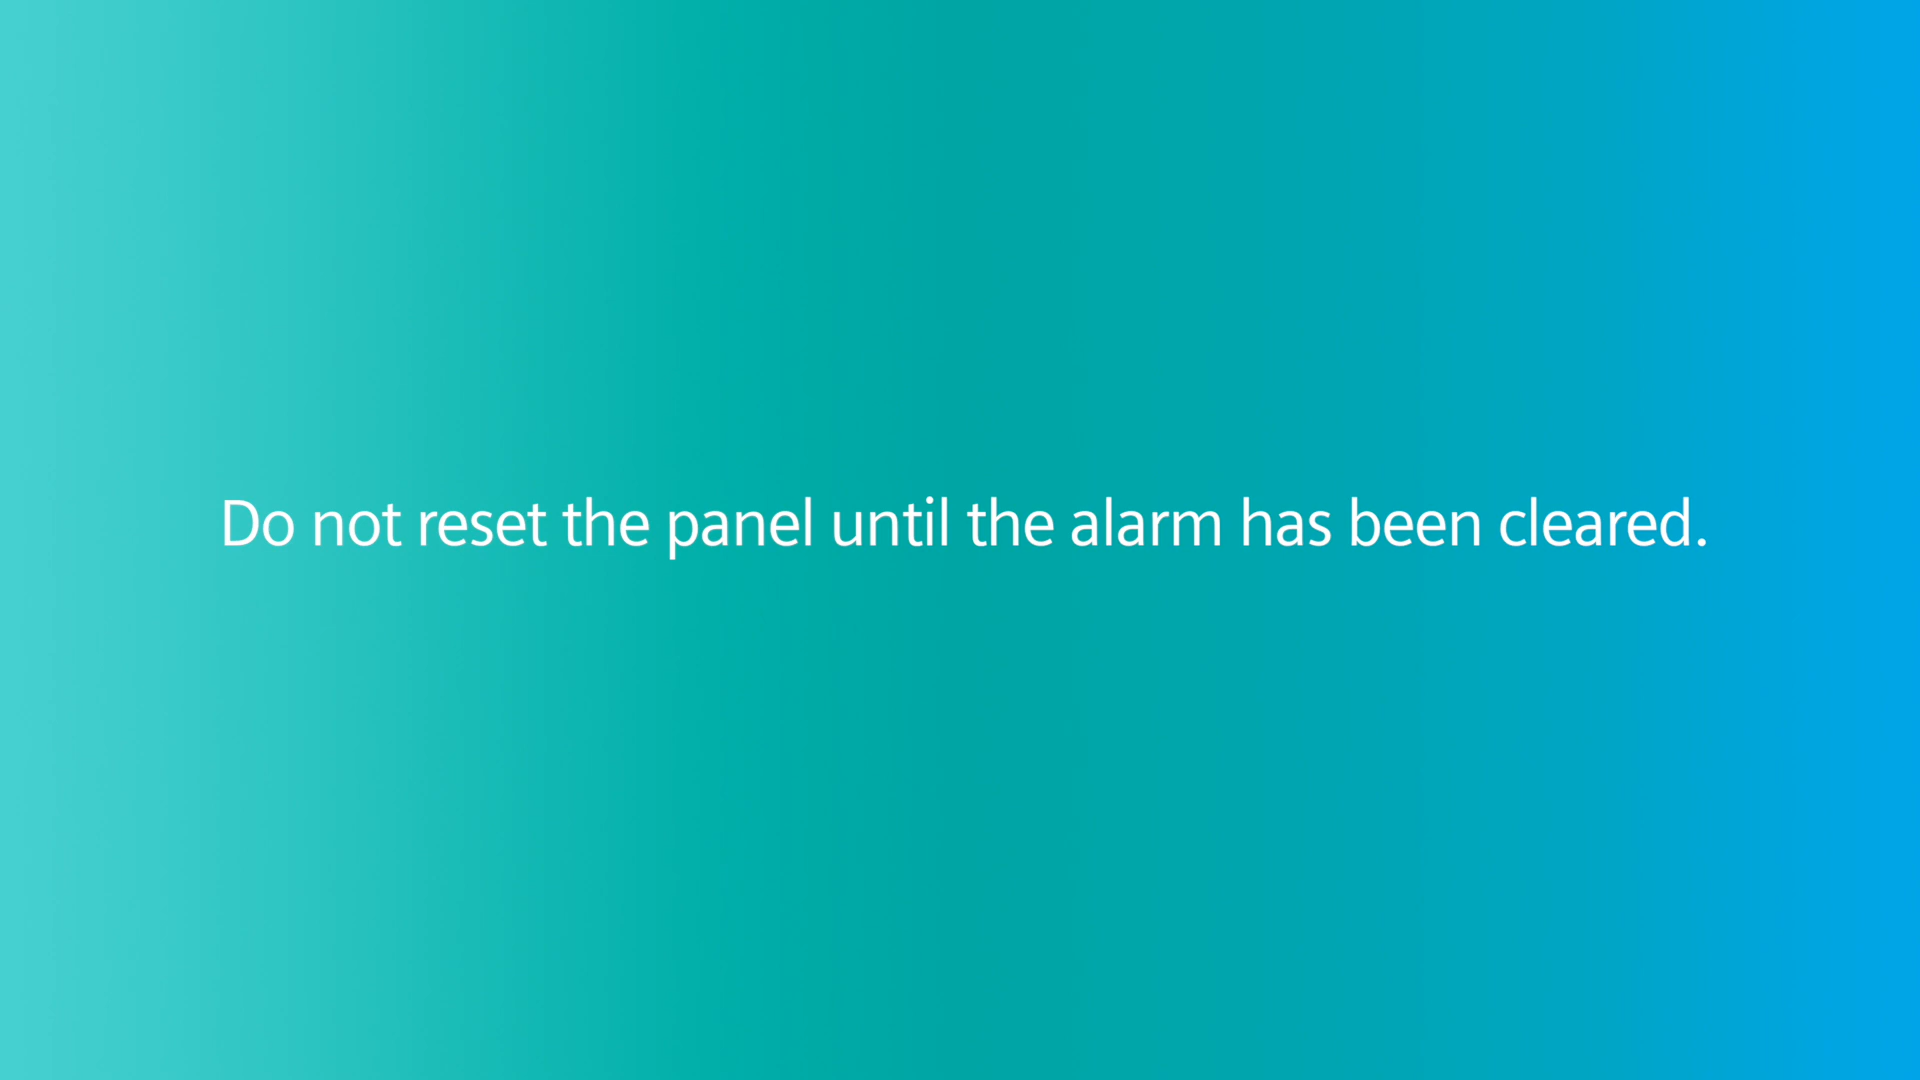 Do not reset the panel until the alarm has been cleared.